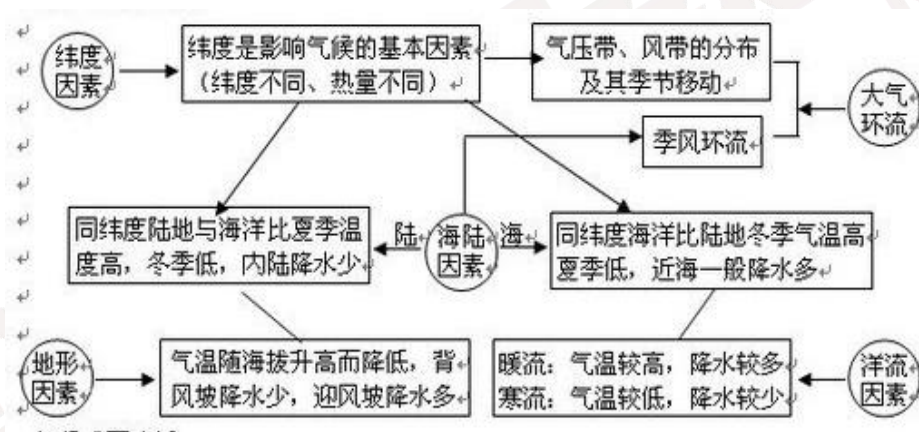 纬度
因素
纬度是影响气候的基本因素
（纬度不同、热量不同）
气压带、风带的分布
及其季节移动
大气
环流
季风环流
同纬度陆地与海洋比夏季温
度高，冬季低，内陆降水少
陆
海陆
因素
海
同纬度海洋比陆地冬季气温高
夏季低，近海一般降水多
地形
因素
气温随海拔升高而降低，背
风坡降水少，迎风坡降水多
暖流：气温较高，降水较多
寒流：气温较低，降水较少
洋流
因素